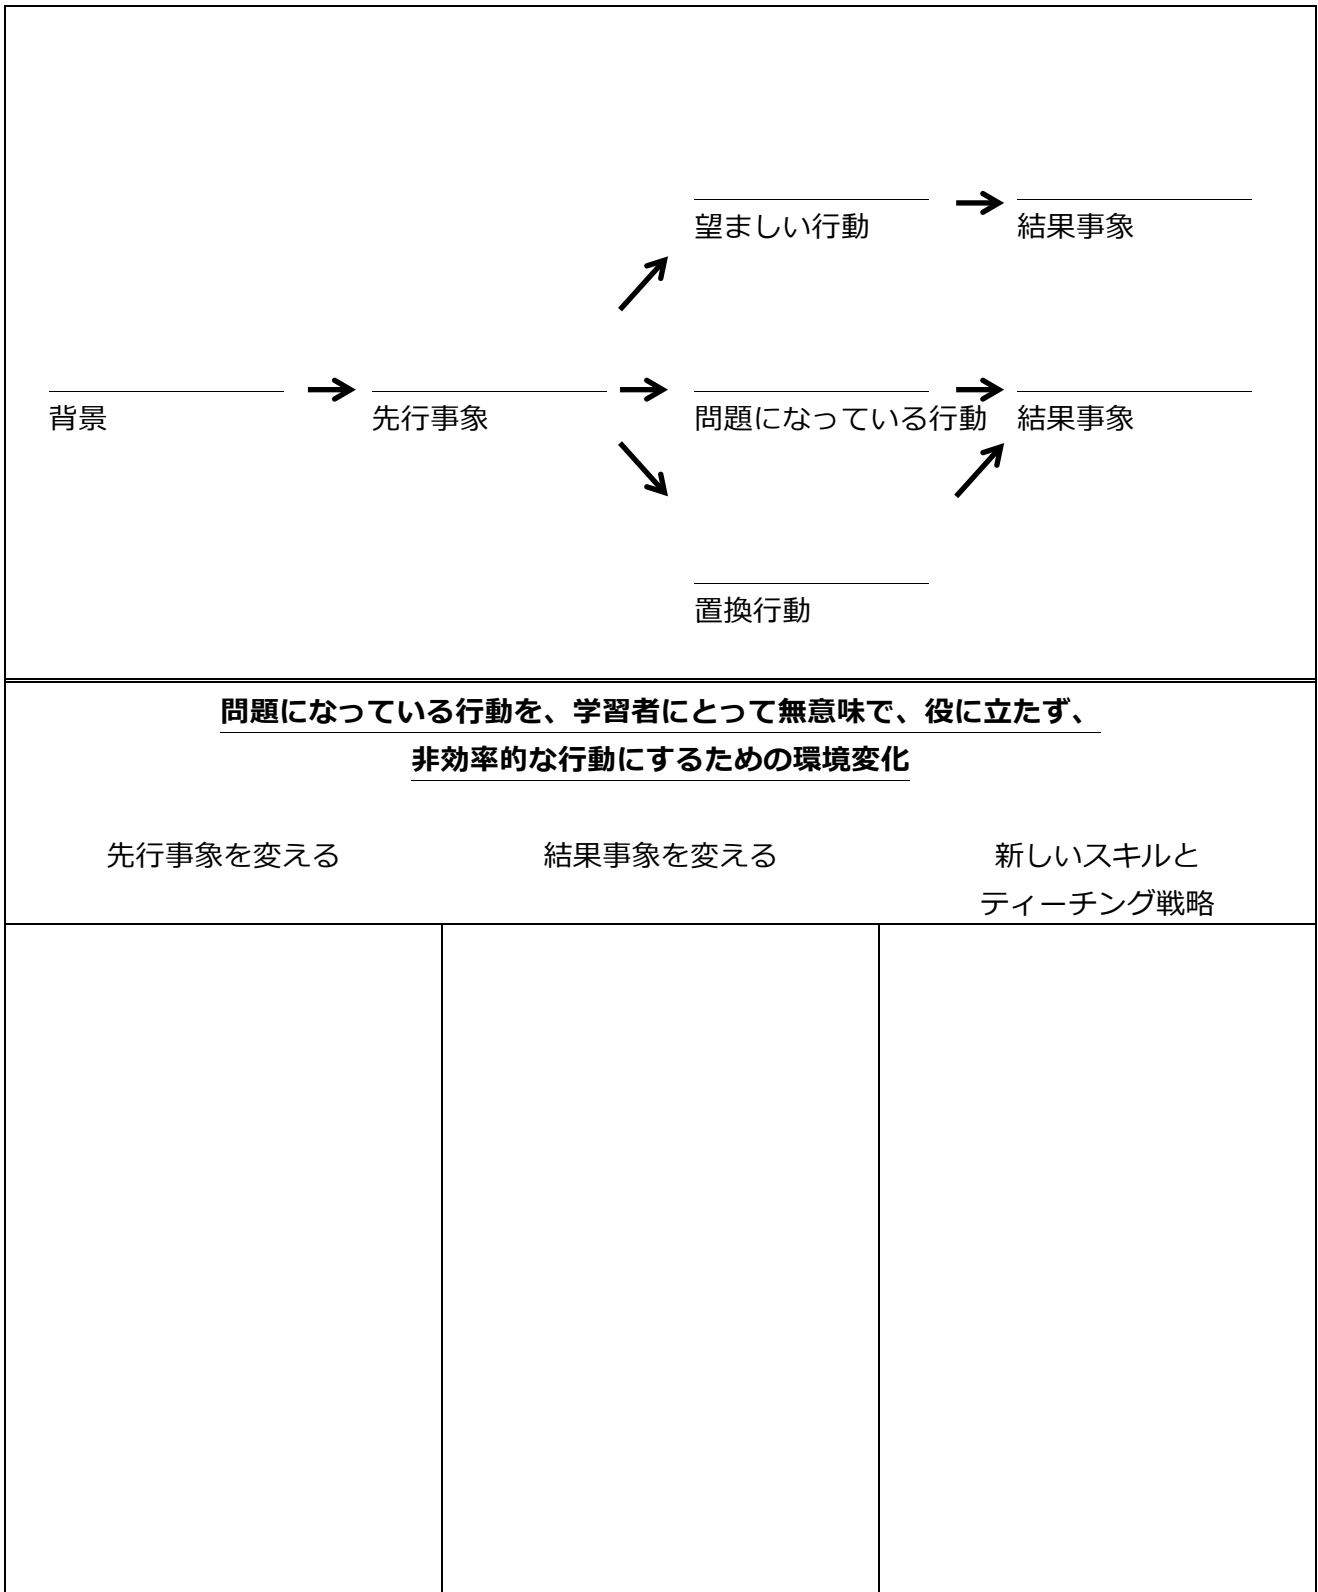 望ましい行動 結果事象
背景 先行事象 問題になっている行動 結果事象
置換行動
問題になっている行動を、学習者にとって無意味で、役に立たず、
非効率的な行動にするための環境変化
先行事象を変える 結果事象を変える 新しいスキルと
ティーチング戦略